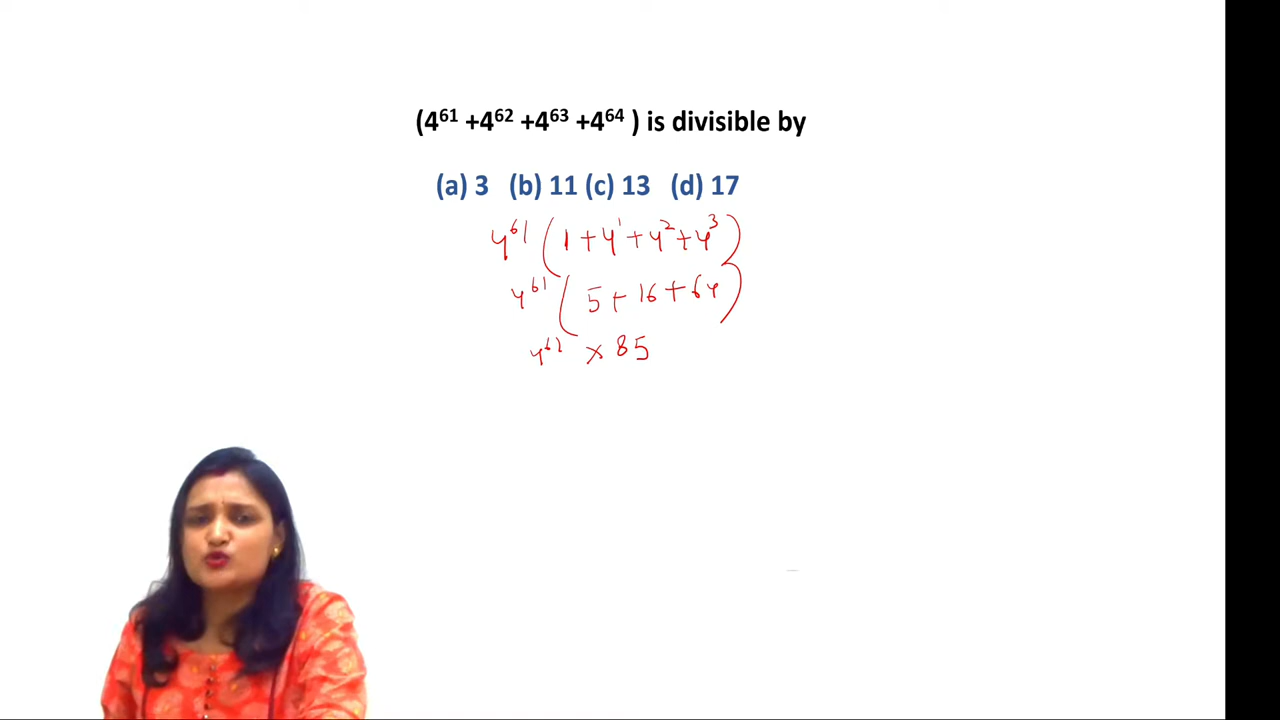 (4⁶¹ +4⁶² +4⁶³ +4⁶⁴ ) is divisible by
(a) 3 (b) 11 (c) 13 (d) 17
4⁶¹ (1 + 4¹ + 4² + 4³)
4⁶¹ (5 + 16 + 64)
4⁶¹ × 85